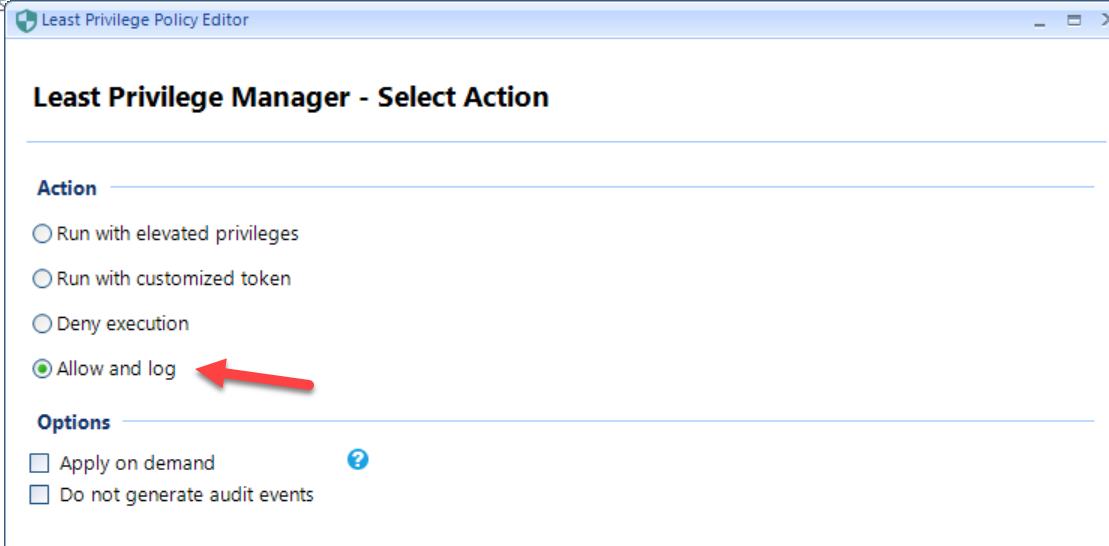 Least Privilege Policy Editor
Least Privilege Manager - Select Action
Action
Run with elevated privileges
Run with customized token
Deny execution
Allow and log
Options
Apply on demand
?
Do not generate audit events